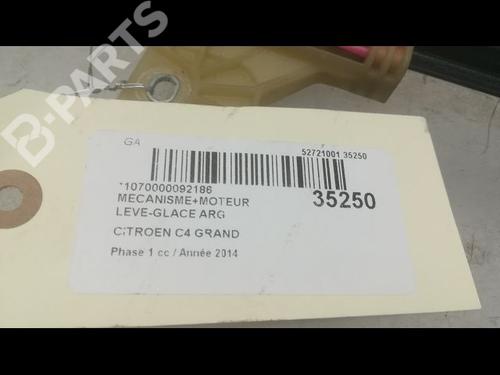 B-PARTS
GA
52721001 35250
*1070000092186
MECANISME+MOTEUR
LEVE-GLACE ARG
35250
CITROEN C4 GRAND
Phase 1 cc / Année 2014